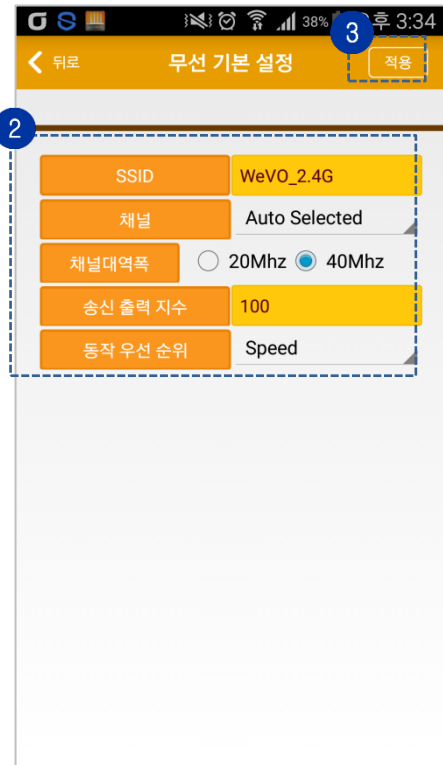 38% 후 3:34
3
뒤로 무선 기본 설정 적용
2
SSID WeVO_2.4G
채널 Auto Selected
채널대역폭 20Mhz 40Mhz
송신 출력 지수 100
동작 우선 순위 Speed